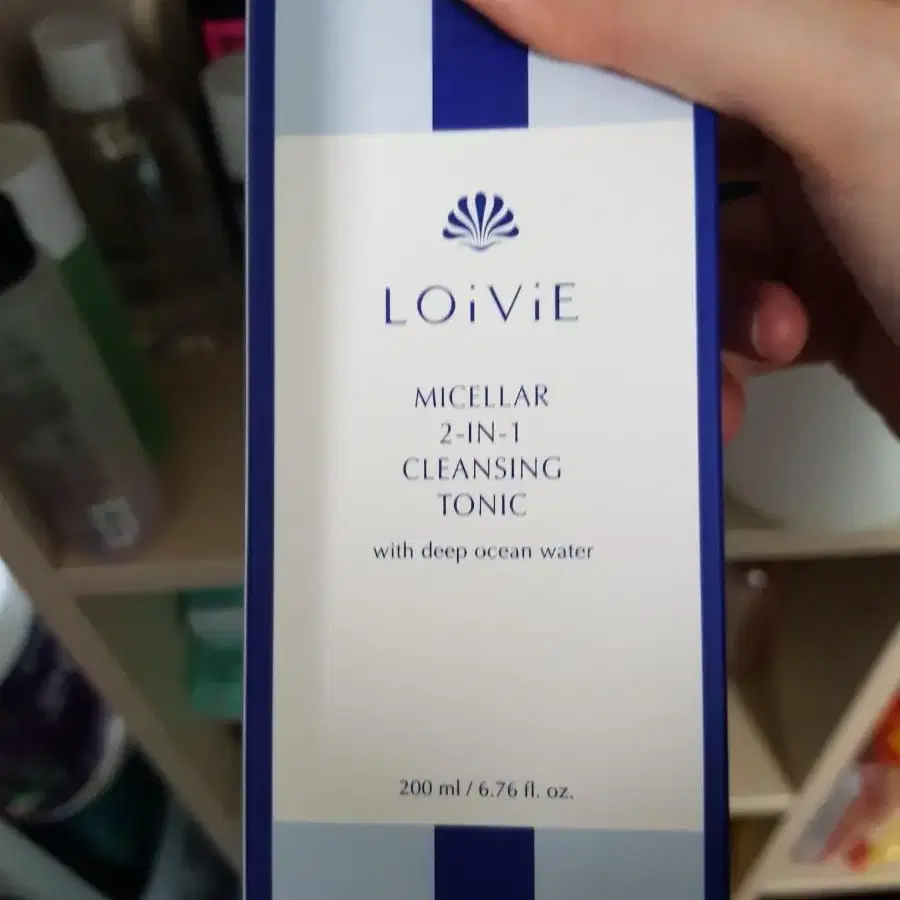 LOiViE
MICELLAR
2-IN-1
CLEANSING
TONIC
with deep ocean water
200 ml / 6.76 fl. oz.